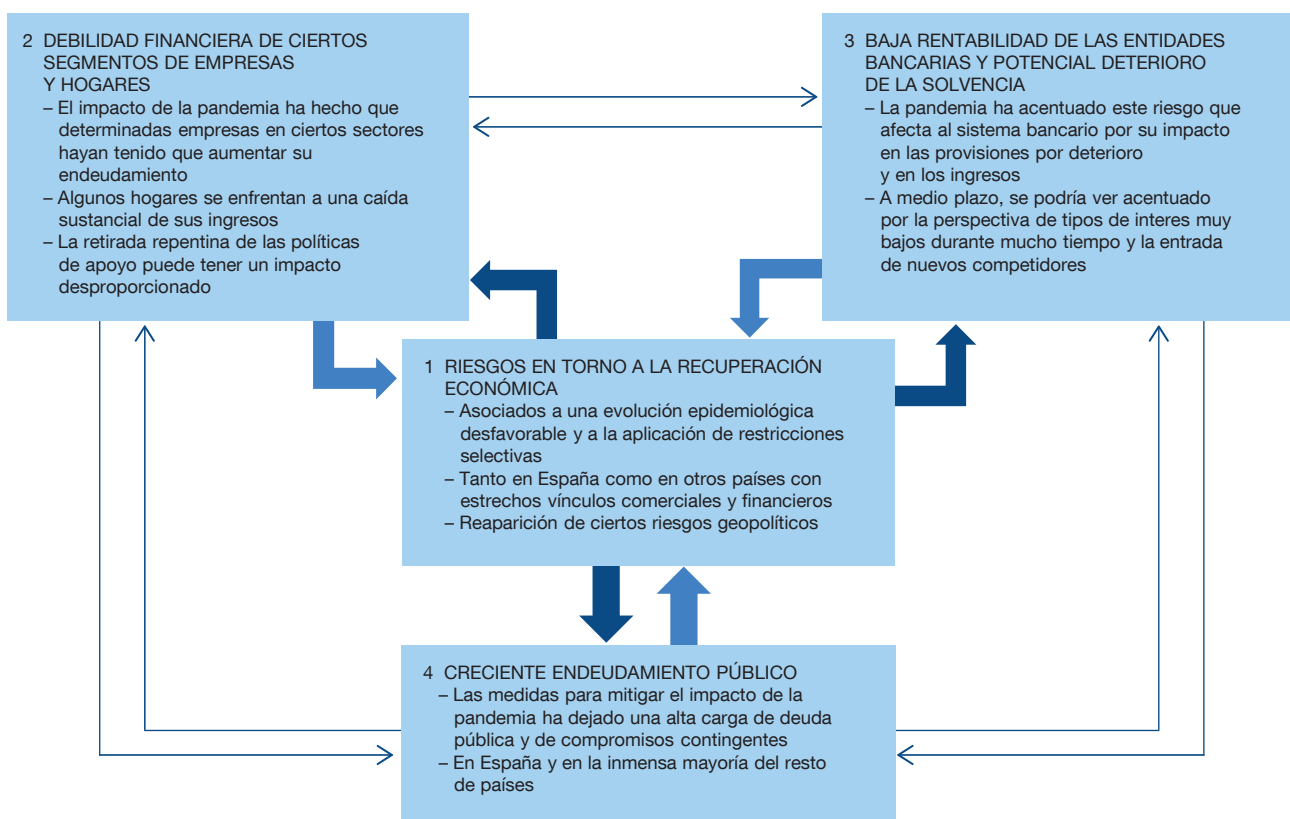 2 DEBILIDAD FINANCIERA DE CIERTOS
SEGMENTOS DE EMPRESAS
Y HOGARES
– El impacto de la pandemia ha hecho que
determinadas empresas en ciertos sectores
hayan tenido que aumentar su
endeudamiento
– Algunos hogares se enfrentan a una caída
sustancial de sus ingresos
– La retirada repentina de las políticas
de apoyo puede tener un impacto
desproporcionado
3 BAJA RENTABILIDAD DE LAS ENTIDADES
BANCARIAS Y POTENCIAL DETERIORO
DE LA SOLVENCIA
– La pandemia ha acentuado este riesgo que
afecta al sistema bancario por su impacto
en las provisiones por deterioro
y en los ingresos
– A medio plazo, se podría ver acentuado
por la perspectiva de tipos de interes muy
bajos durante mucho tiempo y la entrada
de nuevos competidores
1 RIESGOS EN TORNO A LA RECUPERACIÓN
ECONÓMICA
– Asociados a una evolución epidemiológica
desfavorable y a la aplicación de restricciones
selectivas
– Tanto en España como en otros países con
estrechos vínculos comerciales y financieros
– Reaparición de ciertos riesgos geopolíticos
4 CRECIENTE ENDEUDAMIENTO PÚBLICO
– Las medidas para mitigar el impacto de la
pandemia ha dejado una alta carga de deuda
pública y de compromisos contingentes
– En España y en la inmensa mayoría del resto
de países